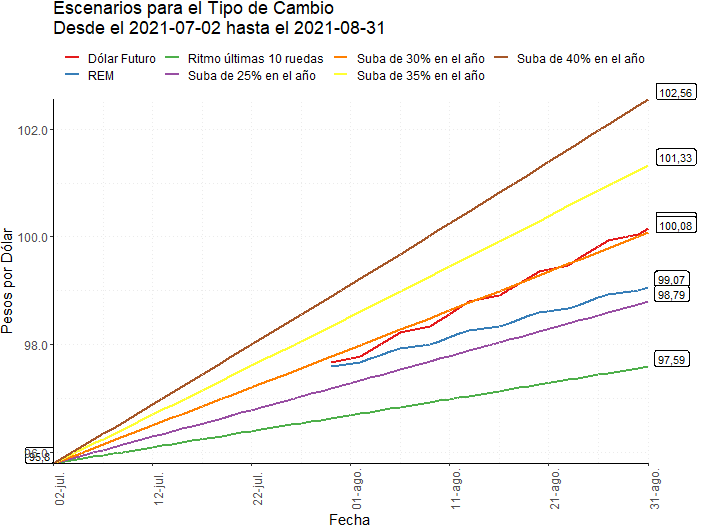 Escenarios para el Tipo de Cambio
Desde el 2021-07-02 hasta el 2021-08-31
Dólar Futuro Ritmo últimas 10 ruedas Suba de 30% en el año Suba de 40% en el año
REM Suba de 25% en el año Suba de 35% en el año
102,56
102.0
101,33
100,08
100.0
99,07
98,79
98.0
97,59
96.0
95,8
Pesos por Dólar
02-jul.
12-jul.
22-jul.
01-ago.
11-ago.
21-ago.
31-ago.
Fecha